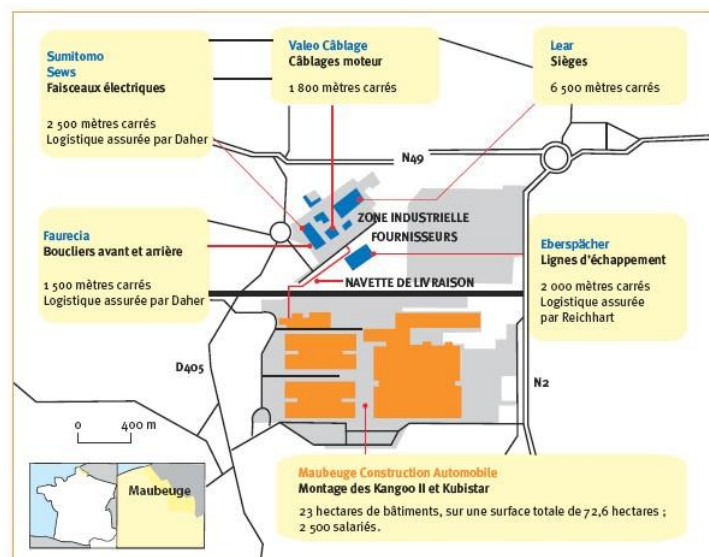 Sumitomo
Sews
Faisceaux électriques
2 500 mètres carrés
Logistique assurée par Daher
Valeo Câblage
Câblages moteur
1 800 mètres carrés
Lear
Sièges
6 500 mètres carrés
N49
ZONE INDUSTRIELLE
FOURNISSEURS
Faurecia
Boucliers avant et arrière
1 500 mètres carrés
Logistique assurée par Daher
NAVETTE DE LIVRAISON
Eberspächer
Lignes d'échappement
2 000 mètres carrés
Logistique assurée
par Reichhart
D405
N2
0 400 m
Maubeuge
Maubeuge Construction Automobile
Montage des Kangoo II et Kubistar
23 hectares de bâtiments, sur une surface totale de 72,6 hectares ;
2 500 salariés.